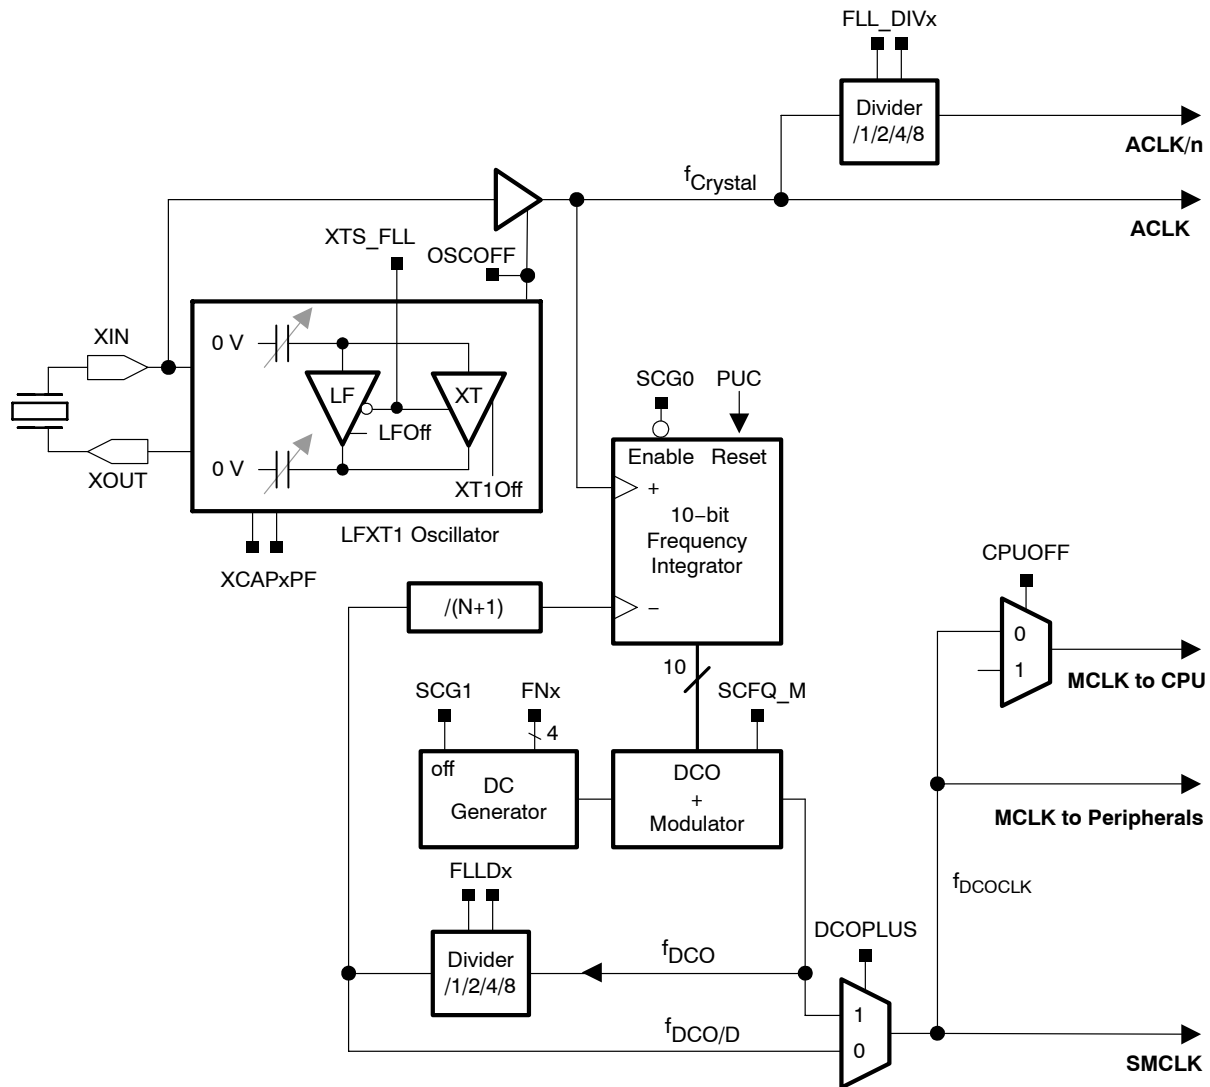 FLL_DIVx
Divider
/1/2/4/8
ACLK/n
fCrystal
ACLK
XTS_FLL
OSCOFF
XIN
0 V
LF
XT
LFOff
0 V
XOUT
XT1Off
LFXT1 Oscillator
XCAPxPF
SCG0
PUC
Enable
Reset
+
10−bit
Frequency
Integrator
−
/(N+1)
CPUOFF
0
1
MCLK to CPU
10
SCG1
FNx
4
SCFQ_M
off
DC
Generator
DCO
+
Modulator
MCLK to Peripherals
FLLDx
fDCOCLK
DCOPLUS
Divider
/1/2/4/8
fDCO
1
fDCO/D
0
SMCLK